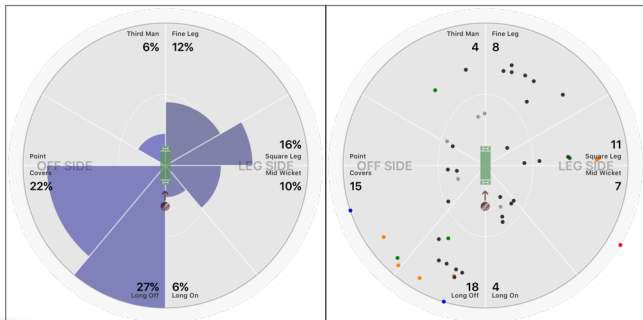 Third Man Fine Leg
6% 12%
16%
Point Square Leg
OFF SIDE LEG SIDE
Covers Mid Wicket
22% 10%
27% 6%
Long Off Long On
Third Man Fine Leg
4 8
11
Point Square Leg
OFF SIDE LEG SIDE
Covers Mid Wicket
15 7
18 4
Long Off Long On